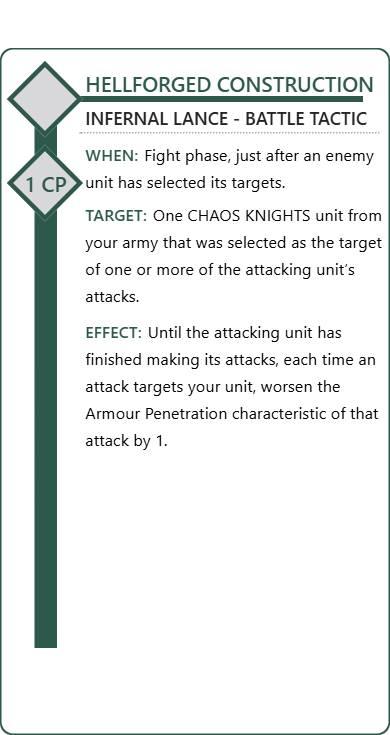 HELLFORGED CONSTRUCTION
INFERNAL LANCE - BATTLE TACTIC
1 CP
WHEN: Fight phase, just after an enemy
unit has selected its targets.
TARGET: One CHAOS KNIGHTS unit from
your army that was selected as the target
of one or more of the attacking unit's
attacks.
EFFECT: Until the attacking unit has
finished making its attacks, each time an
attack targets your unit, worsen the
Armour Penetration characteristic of that
attack by 1.